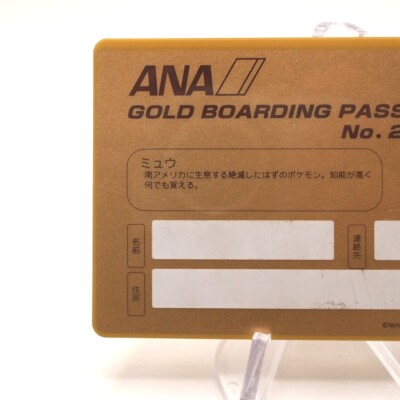 ANA
GOLD BOARDING PASS
No. 2
ミュウ
南アメリカに生息する絶滅したはずのポケモン。知能が高く
何でも覚える。
名前
連絡先
住所